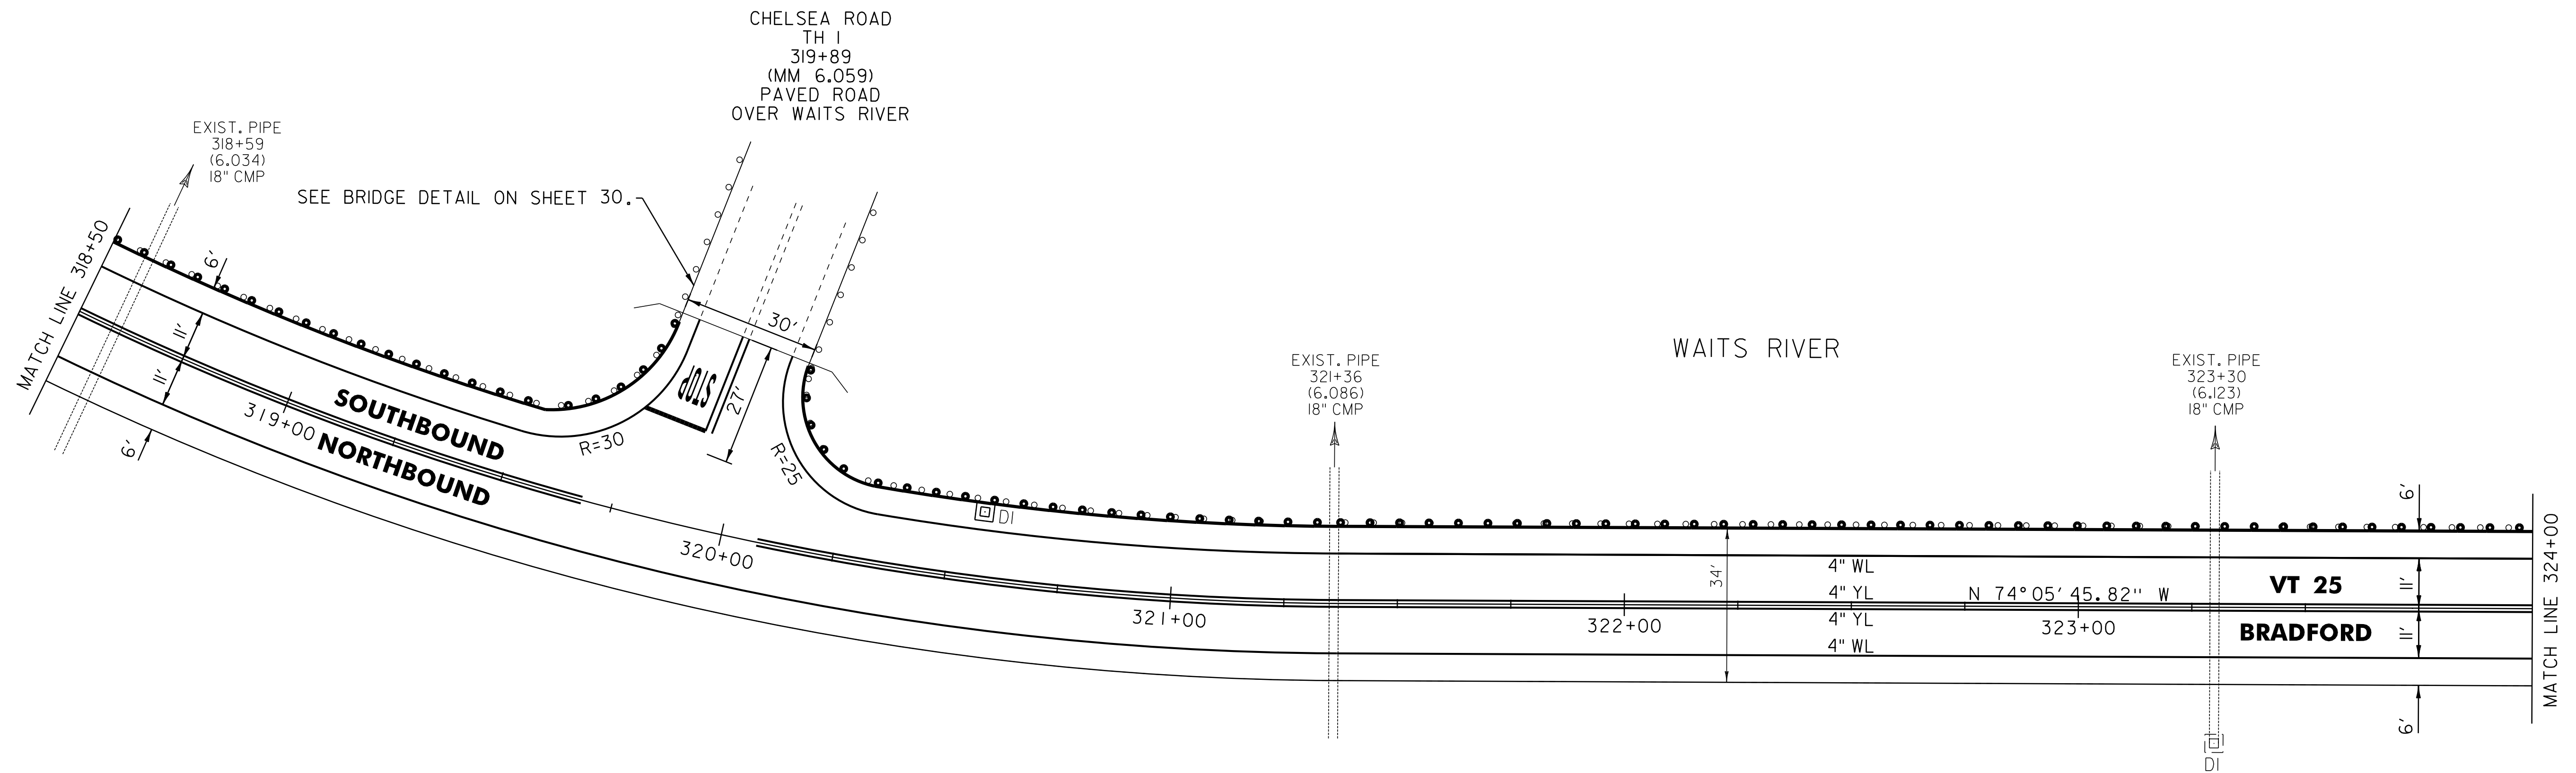 CHELSEA ROAD
TH 1
319+89
(MM 6.059)
PAVED ROAD
OVER WAITS RIVER
EXIST. PIPE
318+59
(6.034)
18" CMP
SEE BRIDGE DETAIL ON SHEET 30.
MATCH LINE 318+50
6'
11'
11'
6'
319+00
SOUTHBOUND
NORTHBOUND
R=30
STOP
30'
27'
R=25
320+00
DI
321+00
EXIST. PIPE
321+36
(6.086)
18" CMP
WAITS RIVER
322+00
34'
4" WL
4" YL
4" YL
4" WL
N 74°05'45.82" W
323+00
EXIST. PIPE
323+30
(6.123)
18" CMP
VT 25
BRADFORD
DI
6'
11'
11'
6'
MATCH LINE 324+00